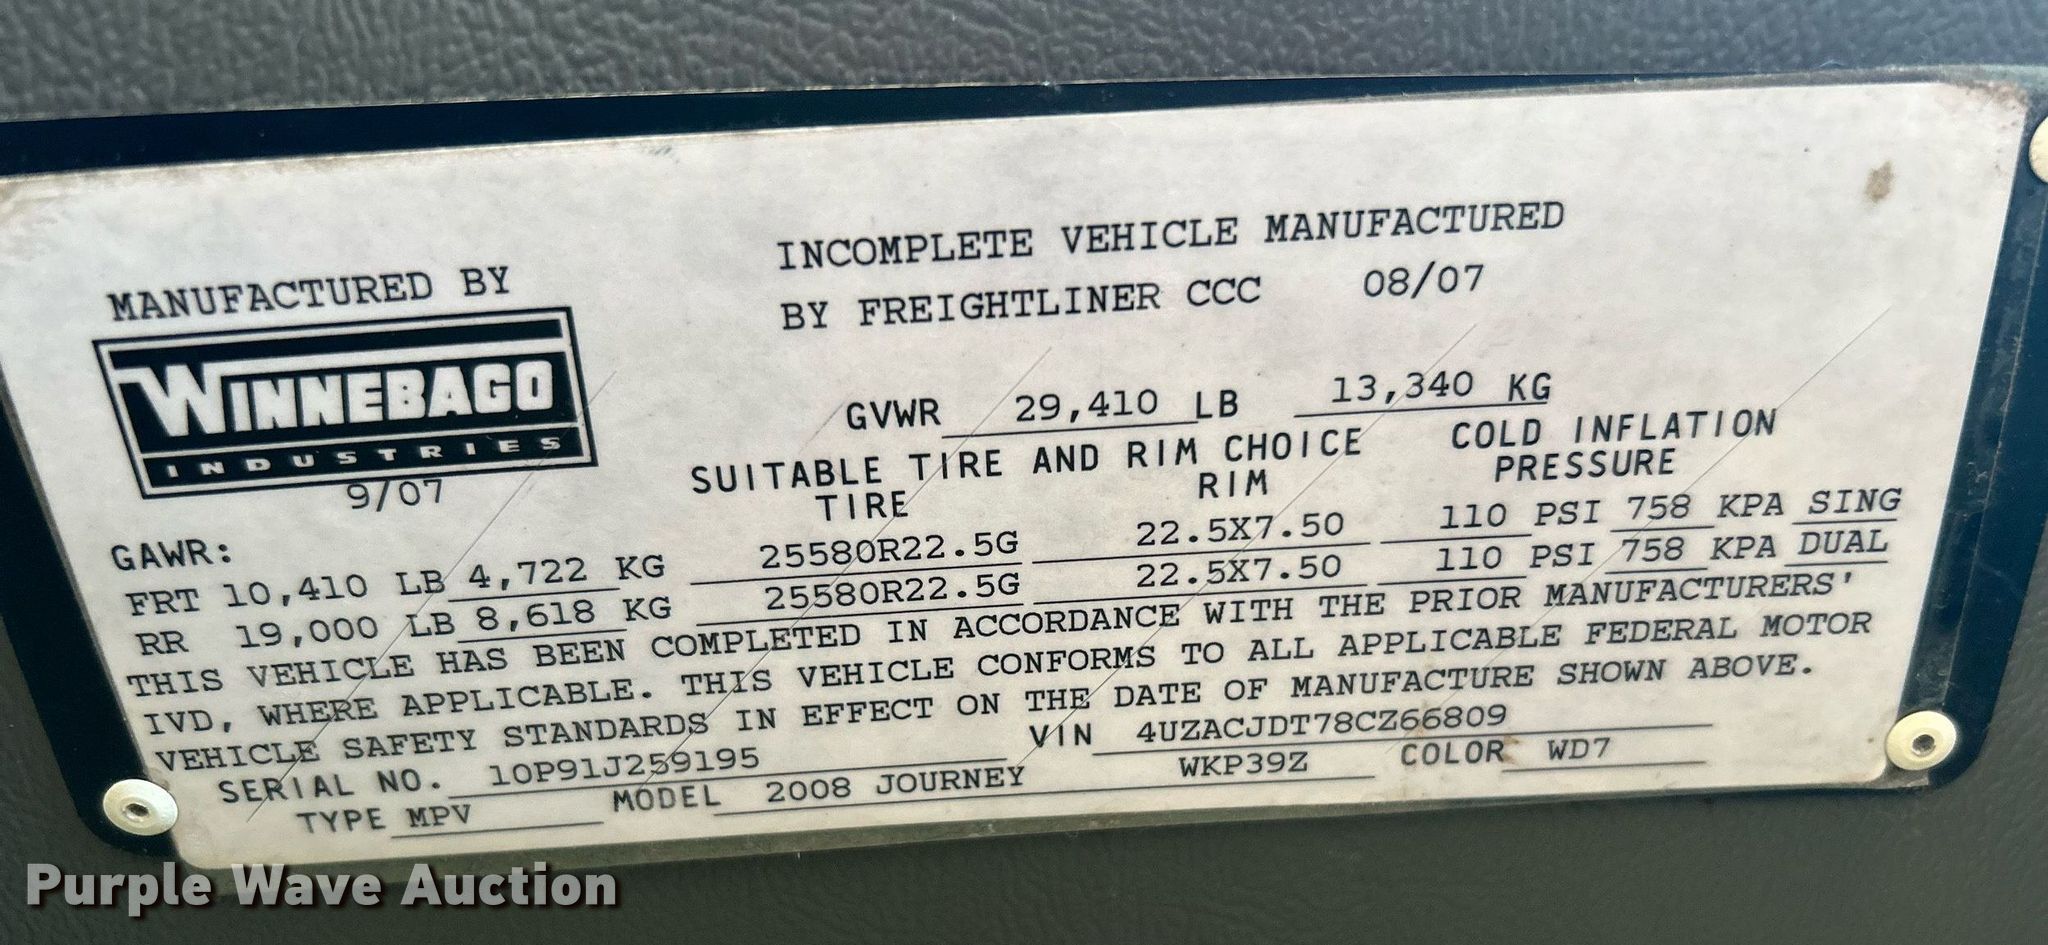 INCOMPLETE VEHICLE MANUFACTURED
BY FREIGHTLINER CCC 08/07
MANUFACTURED BY
WINNEBAGO
INDUSTRIES
9/07
GVWR 29,410 LB 13,340 KG
SUITABLE TIRE AND RIM CHOICE
COLD INFLATION
TIRE RIM PRESSURE
GAWR:
FRT 10,410 LB 4,722 KG 25580R22.5G 22.5X7.50 110 PSI 758 KPA SING
RR 19,000 LB 8,618 KG 25580R22.5G 22.5X7.50 110 PSI 758 KPA DUAL
THIS VEHICLE HAS BEEN COMPLETED IN ACCORDANCE WITH THE PRIOR MANUFACTURERS'
IVD, WHERE APPLICABLE. THIS VEHICLE CONFORMS TO ALL APPLICABLE FEDERAL MOTOR
VEHICLE SAFETY STANDARDS IN EFFECT ON THE DATE OF MANUFACTURE SHOWN ABOVE.
SERIAL NO. 10P91J259195 VIN 4UZACJDT78CZ66809
TYPE MPV MODEL 2008 JOURNEY WKP39Z COLOR WD7
Purple Wave Auction